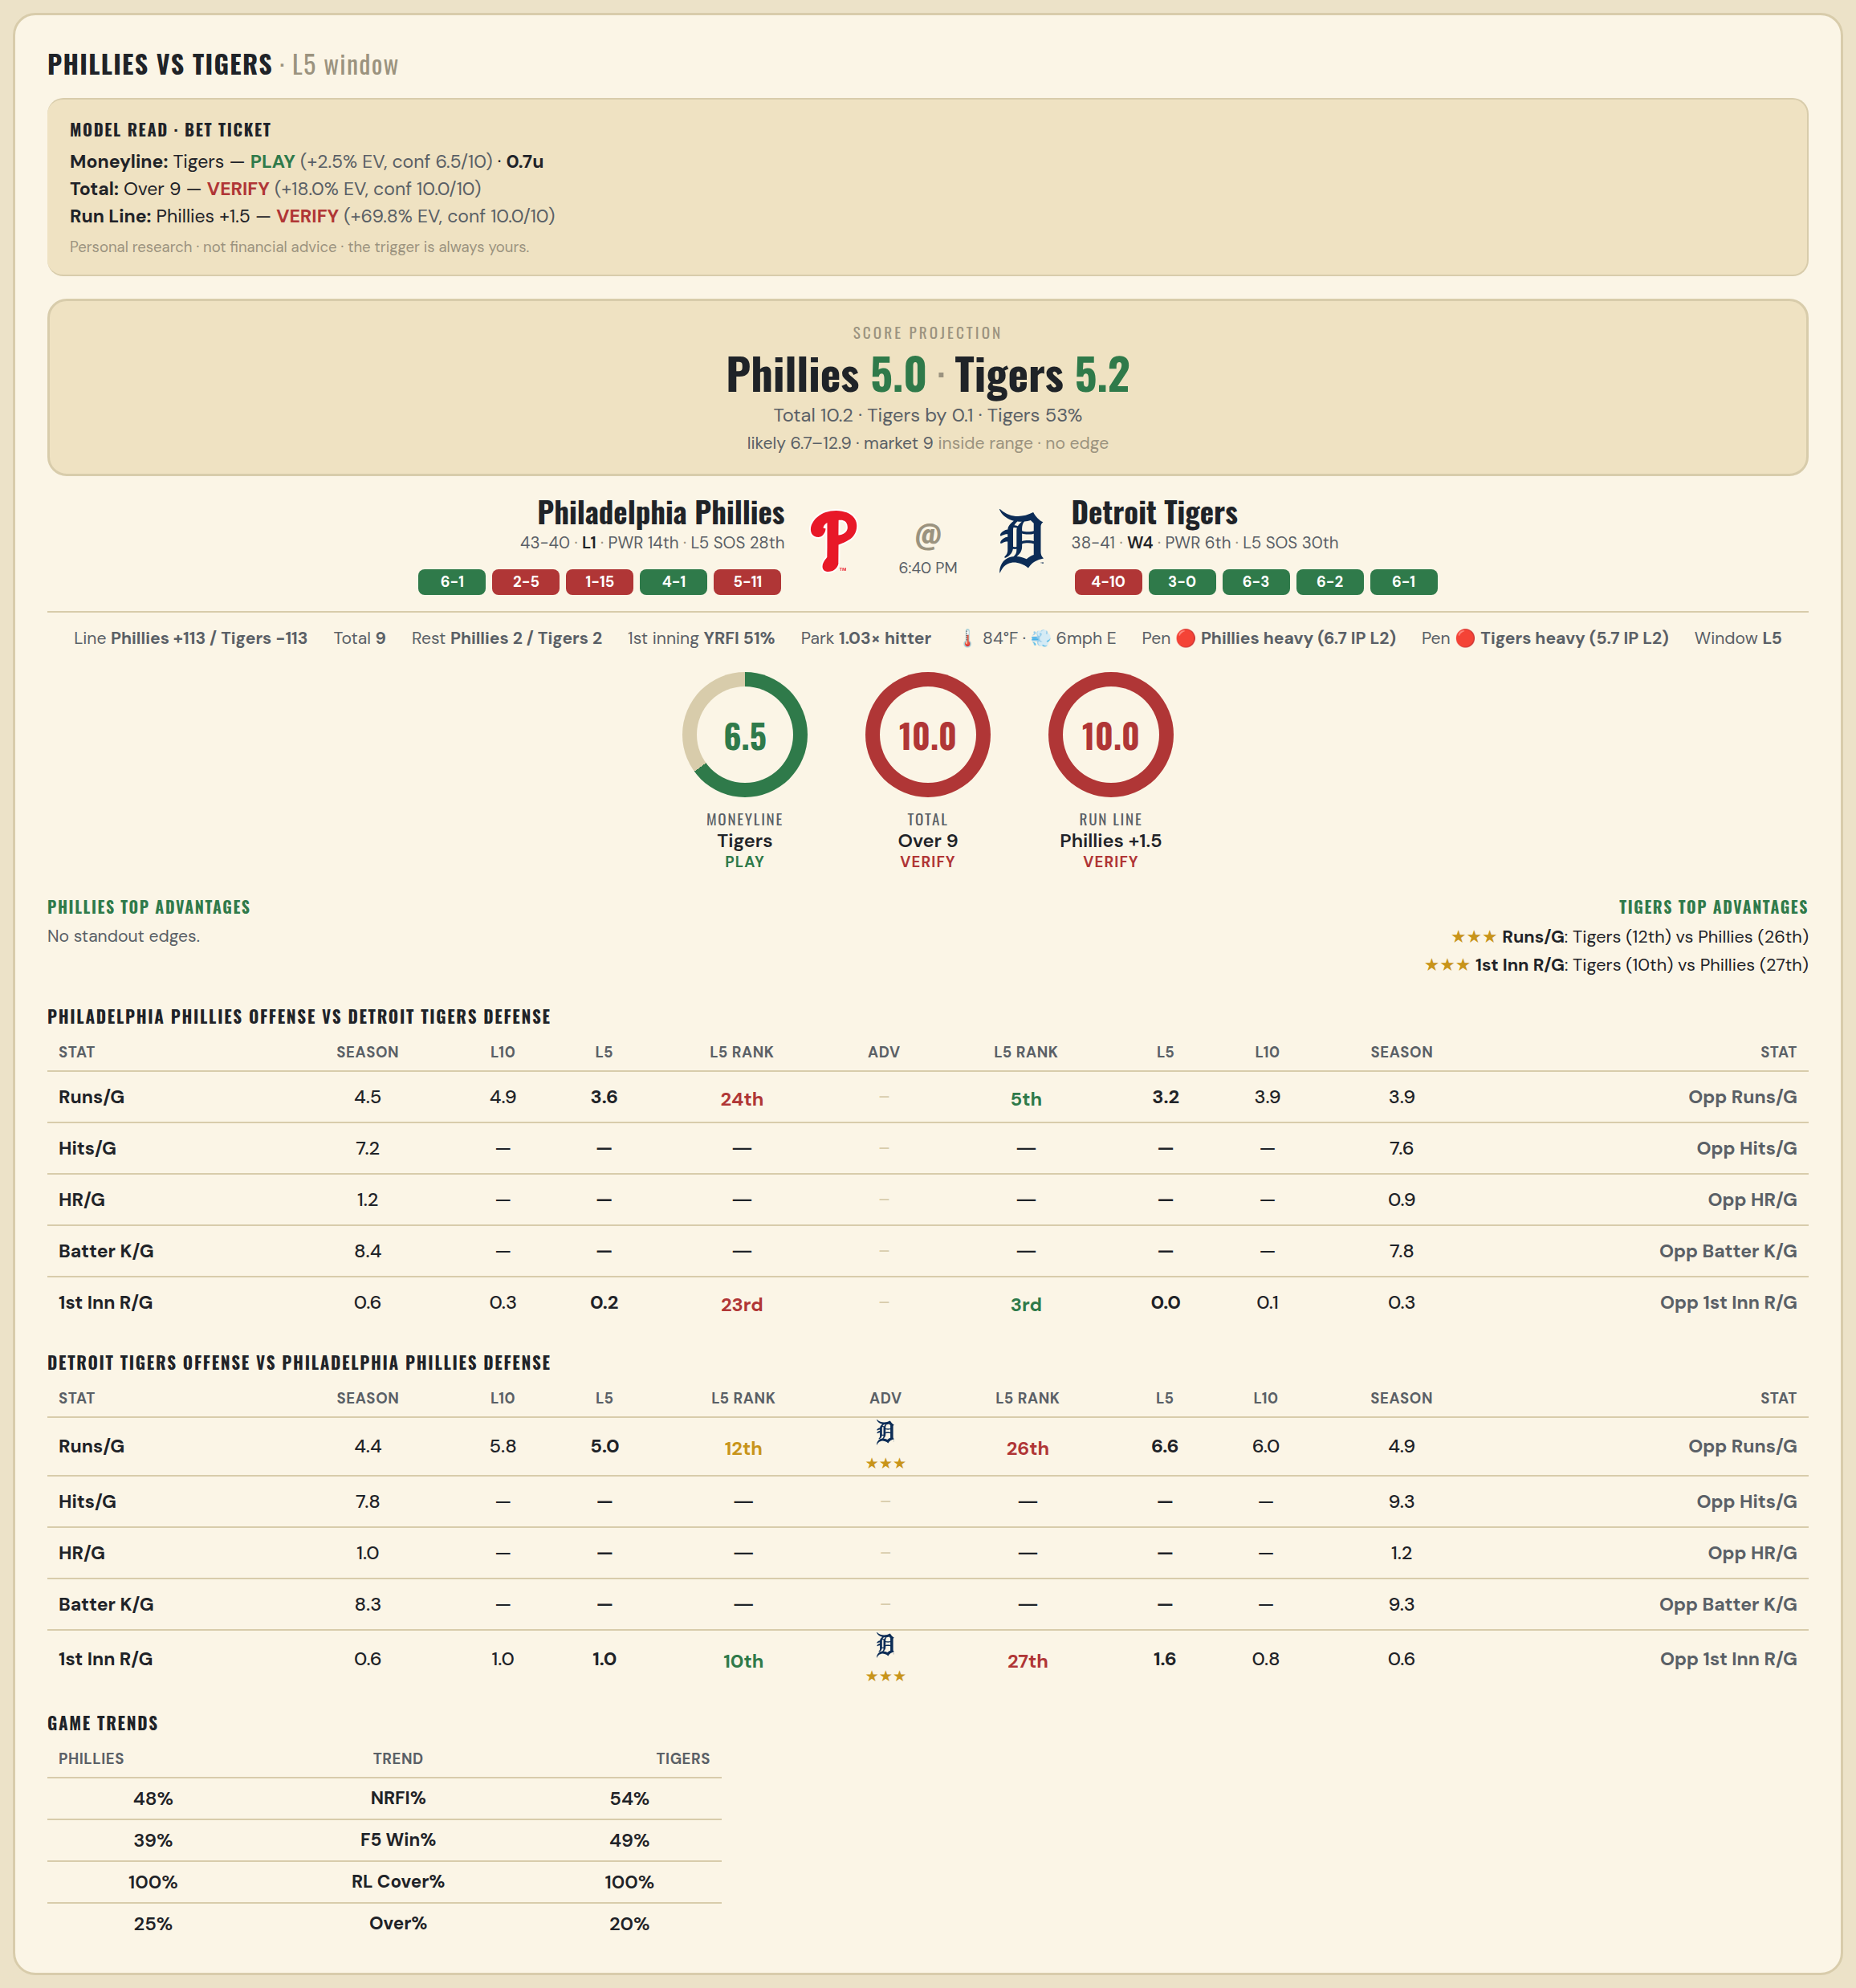 PHILLIES VS TIGERS · L5 window
MODEL READ · BET TICKET
Moneyline: Tigers — PLAY (+2.5% EV, conf 6.5/10) · 0.7u
Total: Over 9 — VERIFY (+18.0% EV, conf 10.0/10)
Run Line: Phillies +1.5 — VERIFY (+69.8% EV, conf 10.0/10)
Personal research · not financial advice · the trigger is always yours.
SCORE PROJECTION
Phillies 5.0 · Tigers 5.2
Total 10.2 · Tigers by 0.1 · Tigers 53%
likely 6.7–12.9 · market 9 inside range · no edge
Philadelphia Phillies
43-40 · L1 · PWR 14th · L5 SOS 28th
6-1 2-5 1-15 4-1 5-11
@
6:40 PM
Detroit Tigers
38-41 · W4 · PWR 6th · L5 SOS 30th
4-10 3-0 6-3 6-2 6-1
Line Phillies +113 / Tigers -113 Total 9 Rest Phillies 2 / Tigers 2 1st inning YRFI 51% Park 1.03× hitter 🌡️ 84°F · 💨 6mph E Pen 🔴 Phillies heavy (6.7 IP L2) Pen 🔴 Tigers heavy (5.7 IP L2) Window L5
6.5 10.0 10.0
MONEYLINE TOTAL RUN LINE
Tigers Over 9 Phillies +1.5
PLAY VERIFY VERIFY
PHILLIES TOP ADVANTAGES
No standout edges.
TIGERS TOP ADVANTAGES
★★★ Runs/G: Tigers (12th) vs Phillies (26th)
★★★ 1st Inn R/G: Tigers (10th) vs Phillies (27th)
PHILADELPHIA PHILLIES OFFENSE VS DETROIT TIGERS DEFENSE
STAT SEASON L10 L5 L5 RANK ADV L5 RANK L5 L10 SEASON STAT
Runs/G 4.5 4.9 3.6 24th – 5th 3.2 3.9 3.9 Opp Runs/G
Hits/G 7.2 — — — – — — — 7.6 Opp Hits/G
HR/G 1.2 — — — – — — — 0.9 Opp HR/G
Batter K/G 8.4 — — — – — — — 7.8 Opp Batter K/G
1st Inn R/G 0.6 0.3 0.2 23rd – 3rd 0.0 0.1 0.3 Opp 1st Inn R/G
DETROIT TIGERS OFFENSE VS PHILADELPHIA PHILLIES DEFENSE
STAT SEASON L10 L5 L5 RANK ADV L5 RANK L5 L10 SEASON STAT
Runs/G 4.4 5.8 5.0 12th ★★★ 26th 6.6 6.0 4.9 Opp Runs/G
Hits/G 7.8 — — — – — — — 9.3 Opp Hits/G
HR/G 1.0 — — — – — — — 1.2 Opp HR/G
Batter K/G 8.3 — — — – — — — 9.3 Opp Batter K/G
1st Inn R/G 0.6 1.0 1.0 10th ★★★ 27th 1.6 0.8 0.6 Opp 1st Inn R/G
GAME TRENDS
PHILLIES TREND TIGERS
48% NRFI% 54%
39% F5 Win% 49%
100% RL Cover% 100%
25% Over% 20%